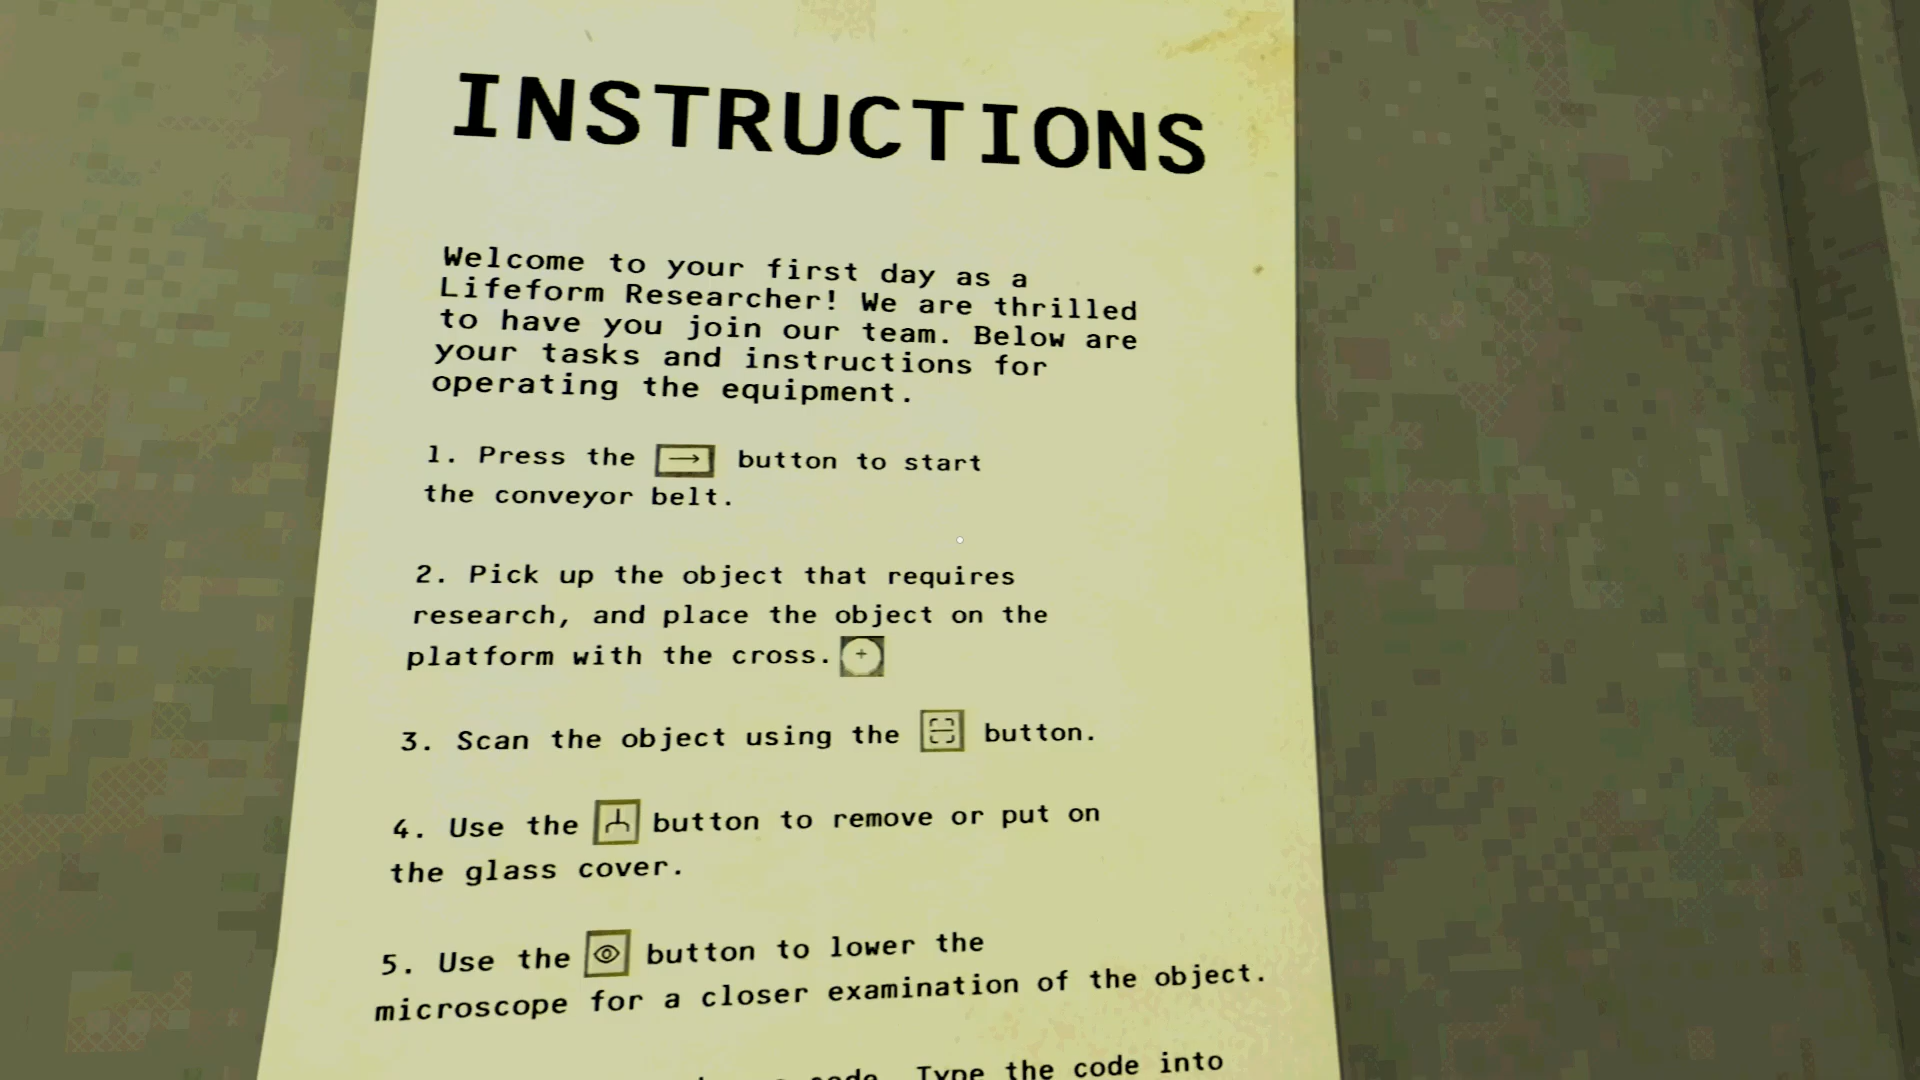 INSTRUCTIONS
Welcome to your first day as a
Lifeform Researcher! We are thrilled
to have you join our team. Below are
your tasks and instructions for
operating the equipment.
1. Press the → button to start
the conveyor belt.
2. Pick up the object that requires
research, and place the object on the
platform with the cross.
3. Scan the object using the button.
4. Use the button to remove or put on
the glass cover.
5. Use the button to lower the
microscope for a closer examination of the object.
code. Type the code into